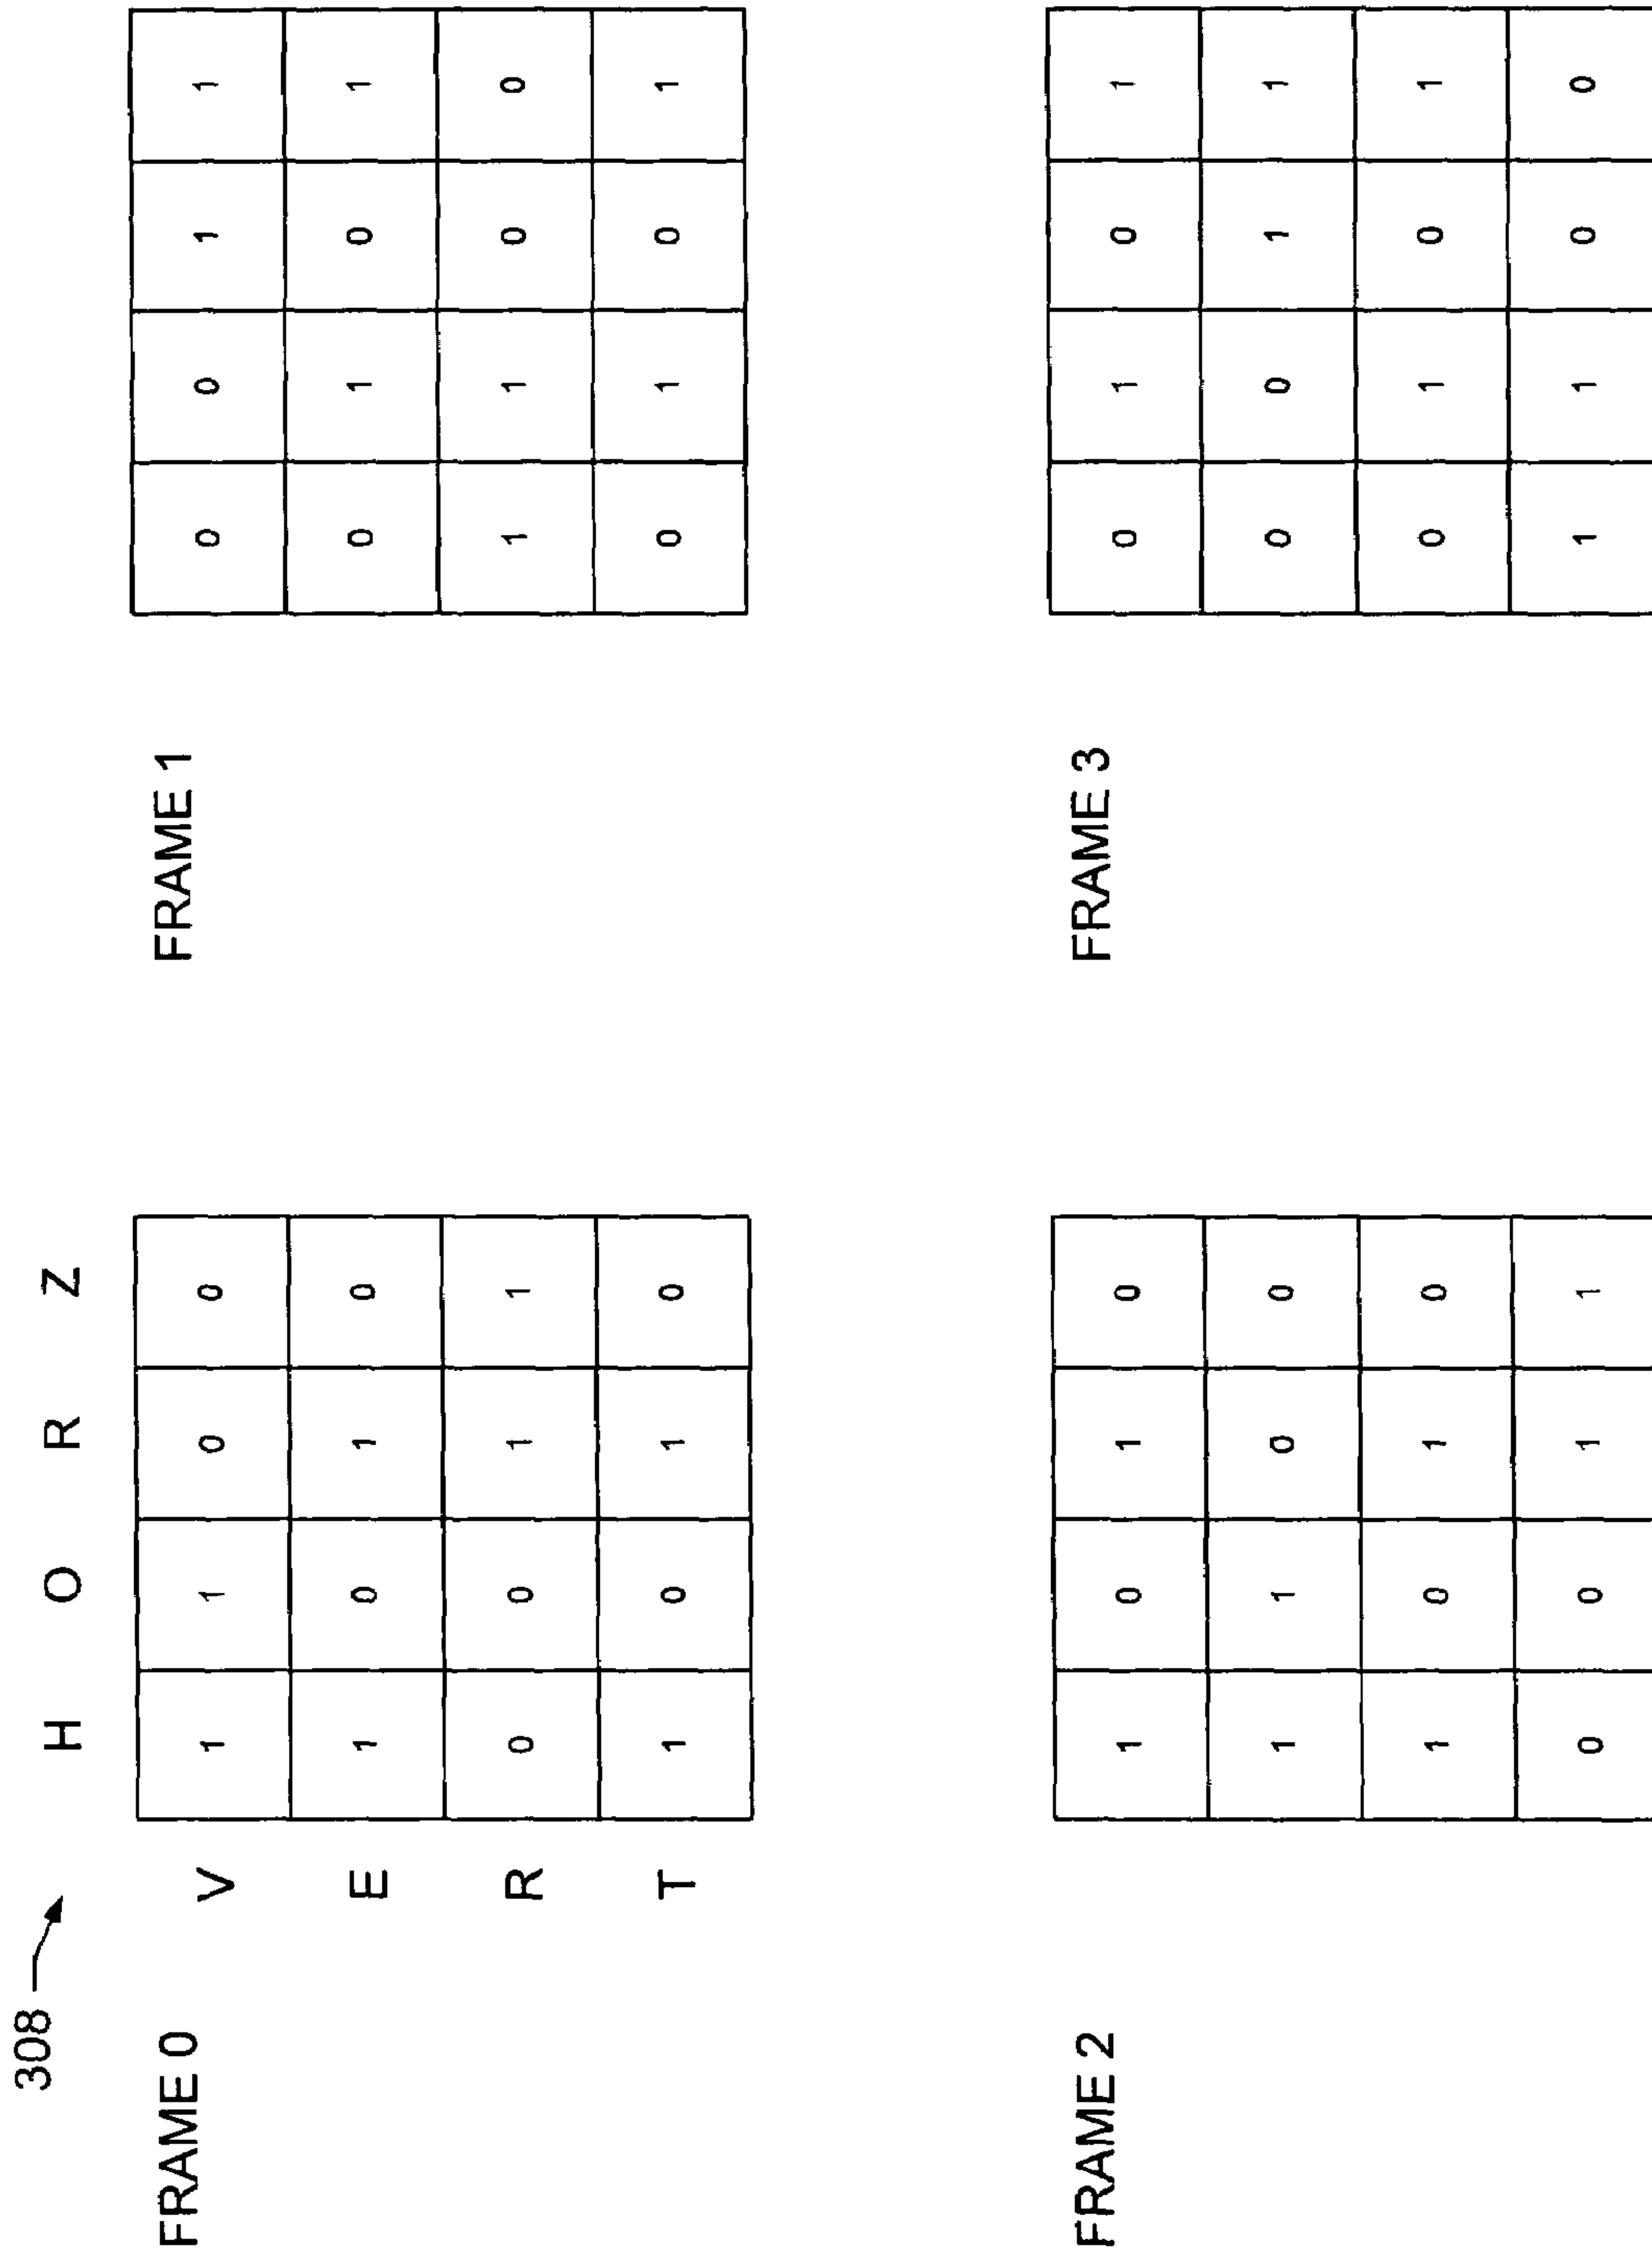 308
H O R Z
FRAME 0
V 1 1 0 0
E 1 0 1 0
R 0 0 1 1
T 1 0 1 0
FRAME 1
0 0 1 1
0 1 0 1
1 1 0 0
0 1 0 1
FRAME 2
1 0 1 0
1 1 0 0
1 0 1 0
0 0 1 1
FRAME 3
0 1 0 1
0 0 1 1
0 1 0 1
1 1 0 0